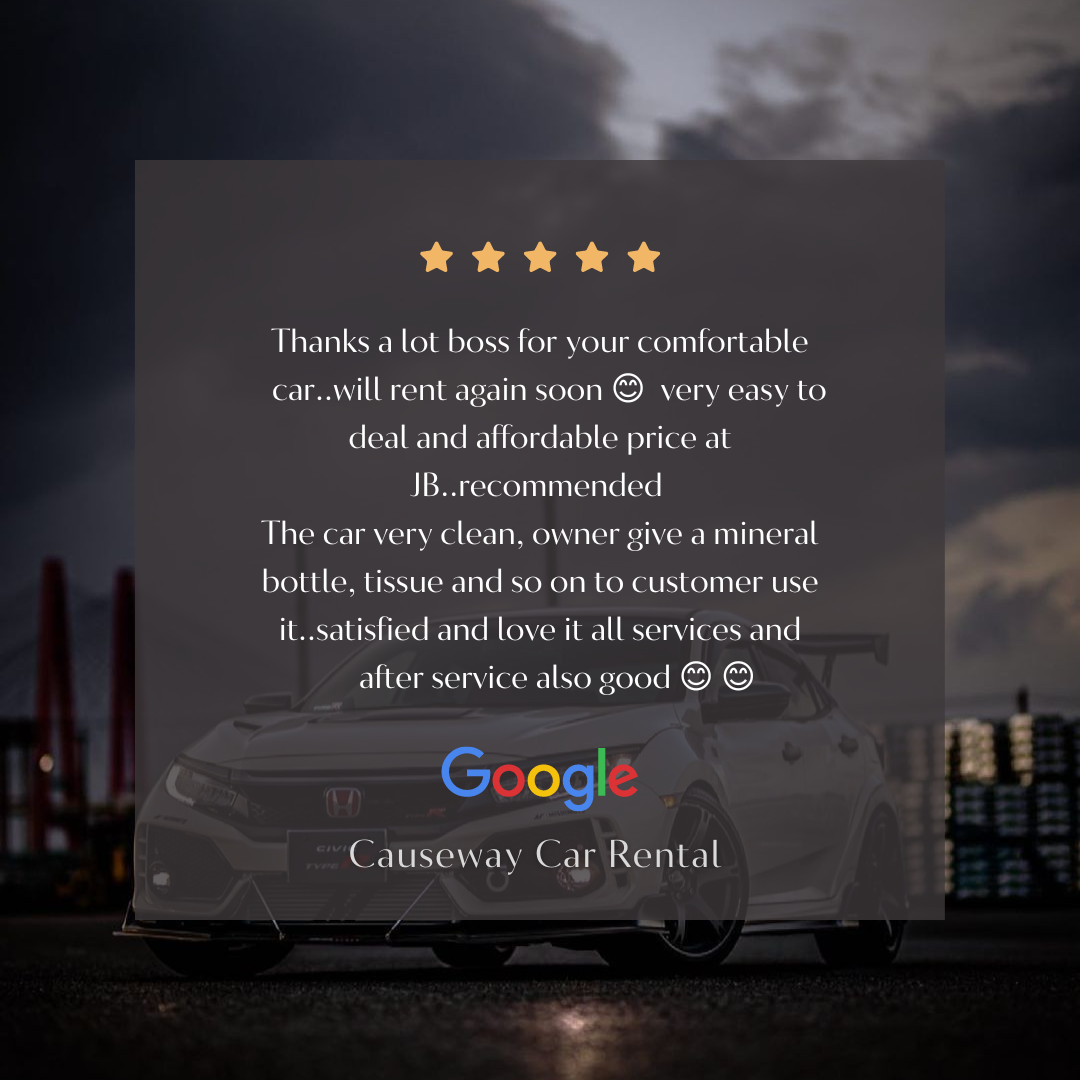 Thanks a lot boss for your comfortable
car..will rent again soon 😊 very easy to
deal and affordable price at
JB..recommended
The car very clean, owner give a mineral
bottle, tissue and so on to customer use
it..satisfied and love it all services and
after service also good 😊 😊
Google
Causeway Car Rental
CIVIC
TYPE